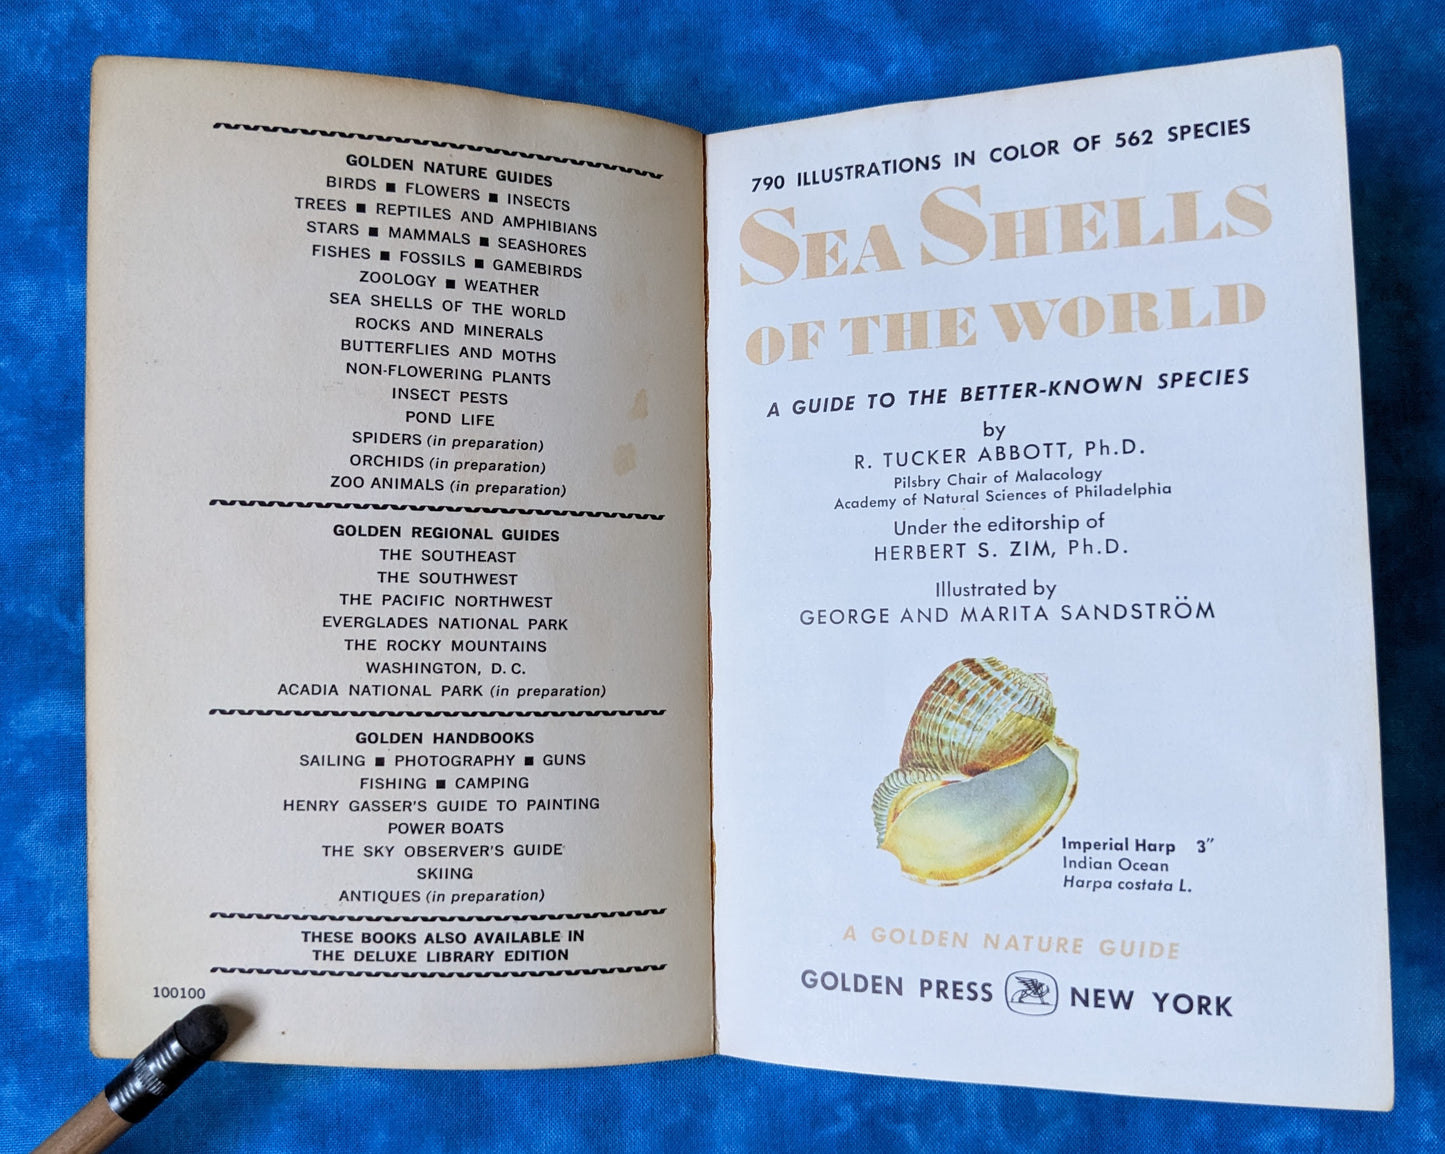 GOLDEN NATURE GUIDES
BIRDS ■ FLOWERS ■ INSECTS
TREES ■ REPTILES AND AMPHIBIANS
STARS ■ MAMMALS ■ SEASHORES
FISHES ■ FOSSILS ■ GAMEBIRDS
ZOOLOGY ■ WEATHER
SEA SHELLS OF THE WORLD
ROCKS AND MINERALS
BUTTERFLIES AND MOTHS
NON-FLOWERING PLANTS
INSECT PESTS
POND LIFE
SPIDERS (in preparation)
ORCHIDS (in preparation)
ZOO ANIMALS (in preparation)
GOLDEN REGIONAL GUIDES
THE SOUTHEAST
THE SOUTHWEST
THE PACIFIC NORTHWEST
EVERGLADES NATIONAL PARK
THE ROCKY MOUNTAINS
WASHINGTON, D. C.
ACADIA NATIONAL PARK (in preparation)
GOLDEN HANDBOOKS
SAILING ■ PHOTOGRAPHY ■ GUNS
FISHING ■ CAMPING
HENRY GASSER'S GUIDE TO PAINTING
POWER BOATS
THE SKY OBSERVER'S GUIDE
SKIING
ANTIQUES (in preparation)
THESE BOOKS ALSO AVAILABLE IN
THE DELUXE LIBRARY EDITION
100100
790 ILLUSTRATIONS IN COLOR OF 562 SPECIES
SEA SHELLS
OF THE WORLD
A GUIDE TO THE BETTER-KNOWN SPECIES
by
R. TUCKER ABBOTT, Ph.D.
Pilsbry Chair of Malacology
Academy of Natural Sciences of Philadelphia
Under the editorship of
HERBERT S. ZIM, Ph.D.
Illustrated by
GEORGE AND MARITA SANDSTRÖM
Imperial Harp 3″
Indian Ocean
Harpa costata L.
A GOLDEN NATURE GUIDE
GOLDEN PRESS NEW YORK